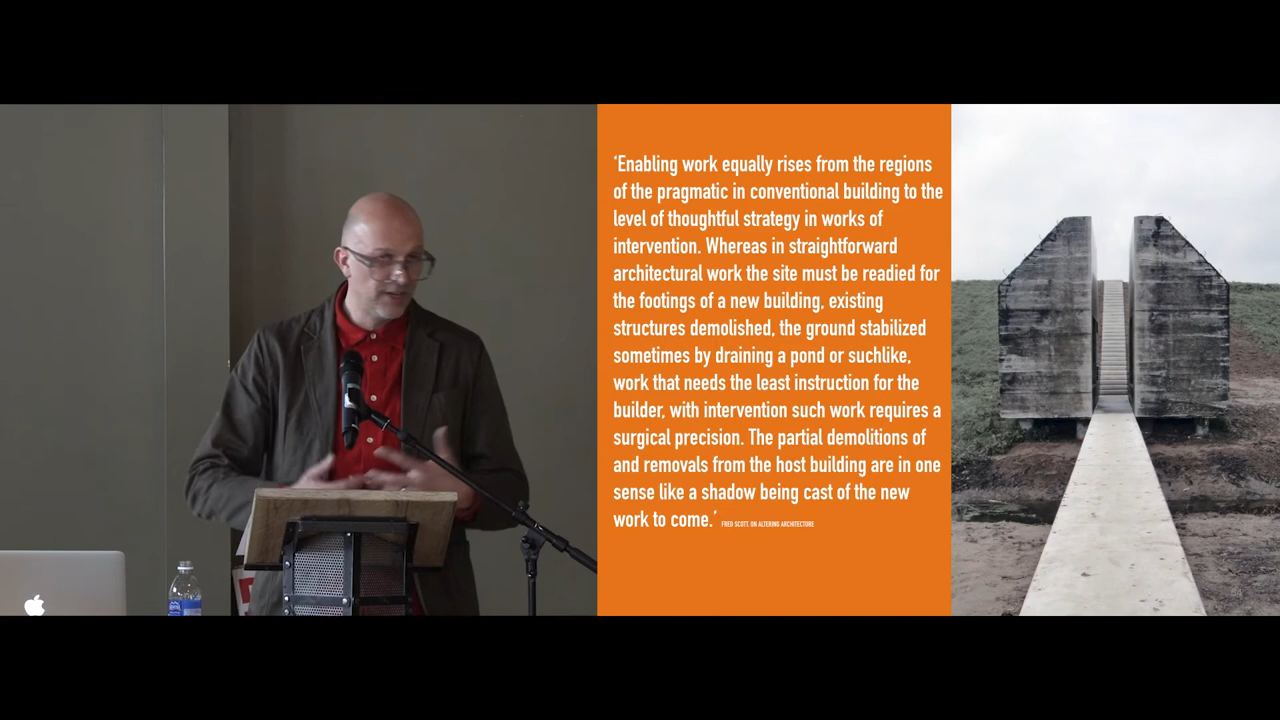 ‘Enabling work equally rises from the regions
of the pragmatic in conventional building to the
level of thoughtful strategy in works of
intervention. Whereas in straightforward
architectural work the site must be readied for
the footings of a new building, existing
structures demolished, the ground stabilized
sometimes by draining a pond or suchlike,
work that needs the least instruction for the
builder, with intervention such work requires a
surgical precision. The partial demolitions of
and removals from the host building are in one
sense like a shadow being cast of the new
work to come.’ FRED SCOTT. ON ALTERING ARCHITECTURE